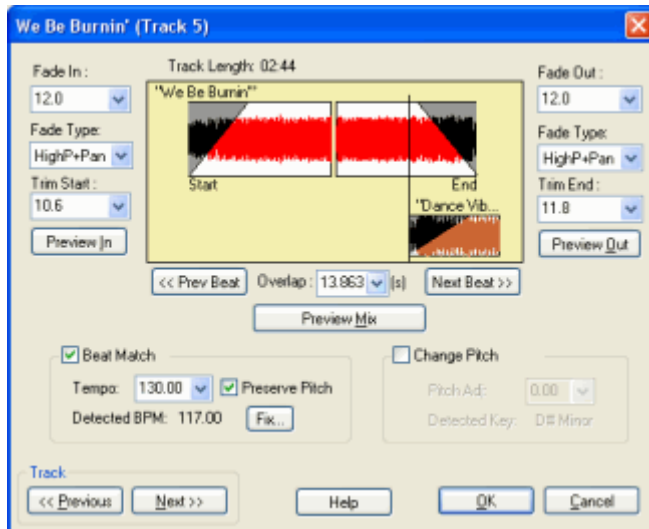 We Be Burnin' (Track 5)
Fade In :
Track Length: 02:44
Fade Out :
12.0
"We Be Burnin'"
12.0
Fade Type:
Fade Type:
HighP+Pan
HighP+Pan
Trim Start :
Start
End
Trim End :
10.6
"Dance Vib...
11.8
Preview In
Preview Out
<< Prev Beat
Overlap :
13.863
(s)
Next Beat >>
Preview Mix
Beat Match
Change Pitch
Tempo:
130.00
Preserve Pitch
Pitch Adj:
0.00
Detected BPM: 117.00
Fix...
Detected Key: D# Minor
Track
<< Previous
Next >>
Help
OK
Cancel